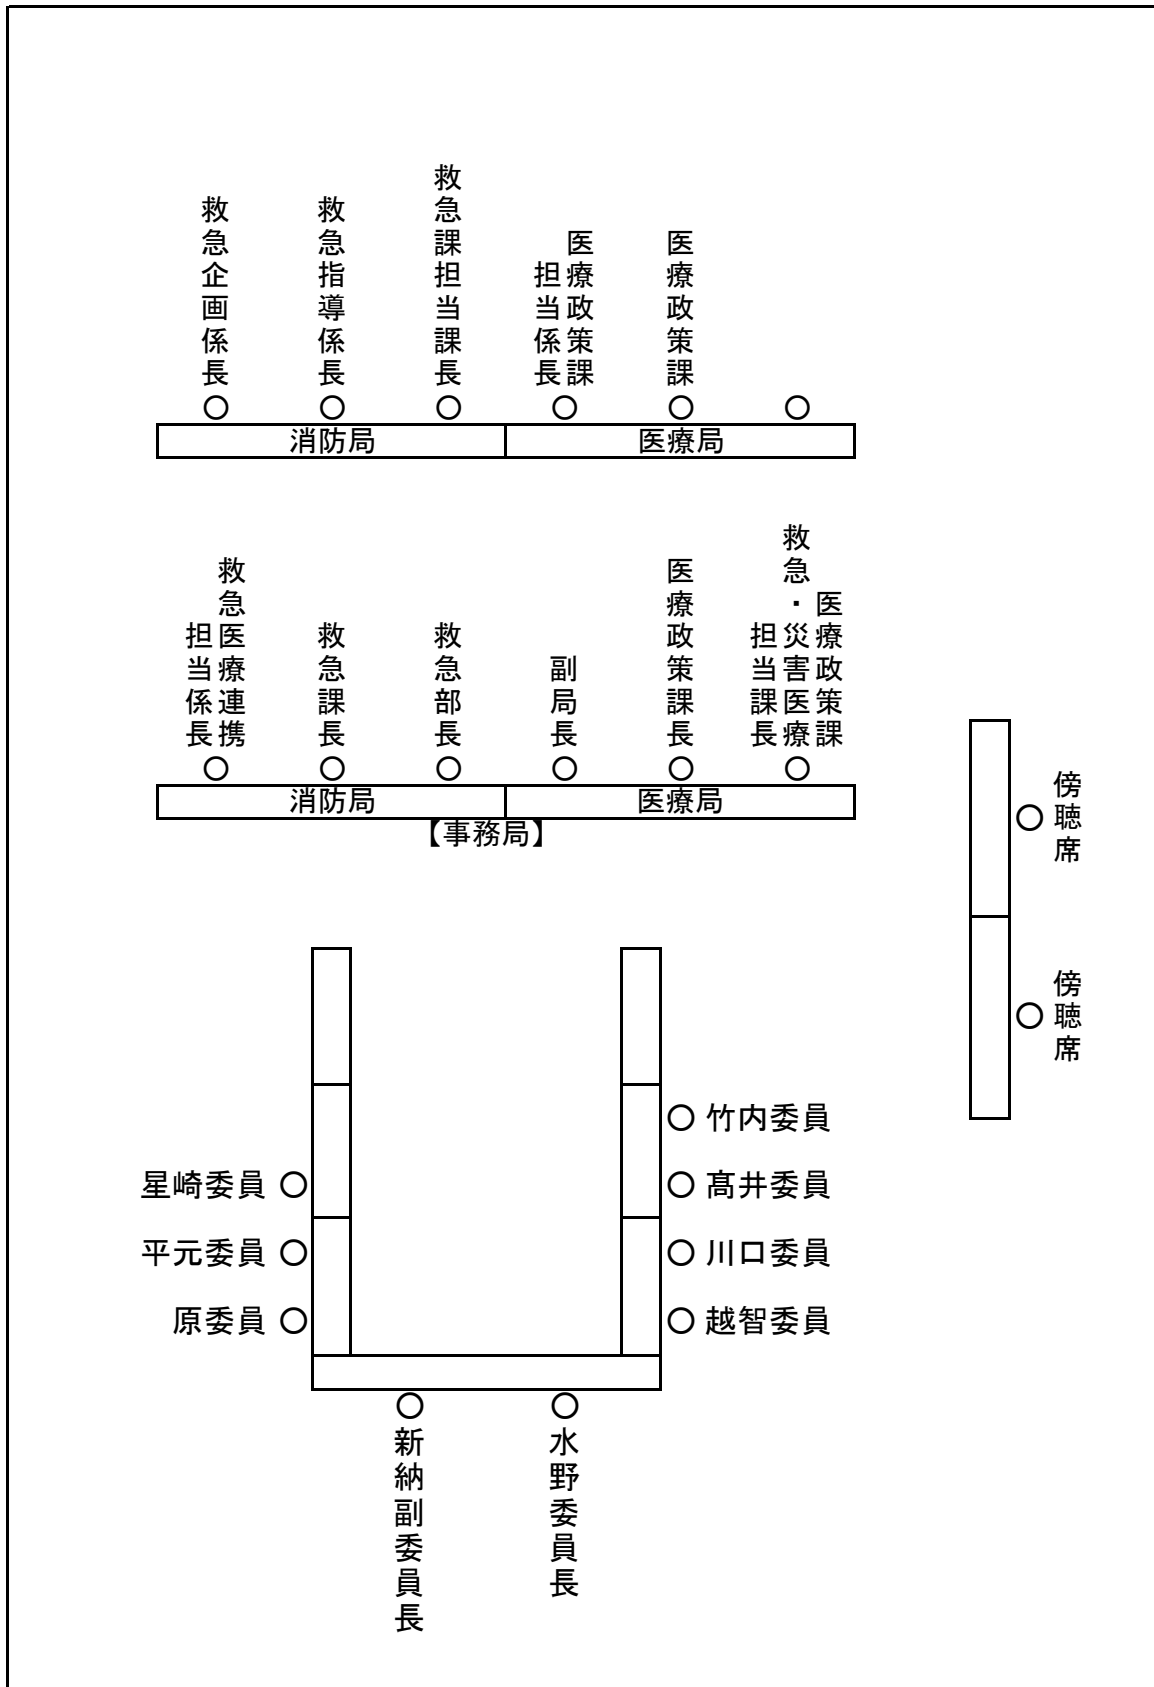 救急企画係長
救急指導係長
救急課担当課長
医療政策課
担当係長
医療政策課
消防局
医療局
救急医療連携
担当係長
救急課長
救急部長
副局長
医療政策課長
医療政策課
救急・災害医療
担当課長
消防局
医療局
【事務局】
傍聴席
傍聴席
竹内委員
星崎委員
髙井委員
平元委員
川口委員
原委員
越智委員
新納副委員長
水野委員長